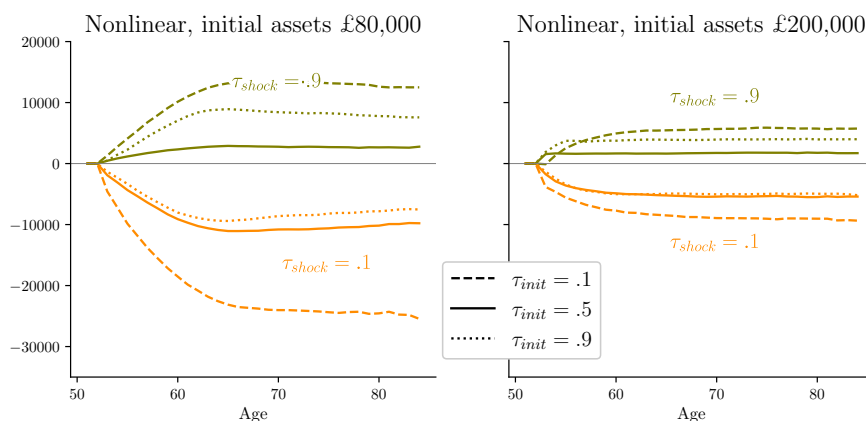 Nonlinear, initial assets £80,000
20000
10000
0
−10000
−20000
−30000
τshock = .9
τshock = .1
50
60
70
80
Age
Nonlinear, initial assets £200,000
τshock = .9
τshock = .1
τinit = .1
τinit = .5
τinit = .9
50
60
70
80
Age